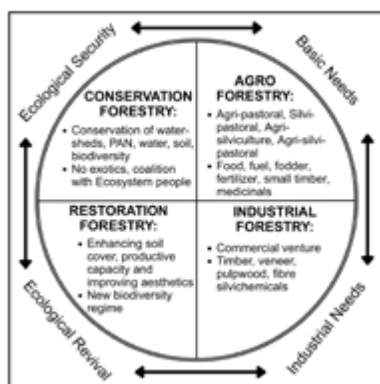 Ecological Security
Basic Needs
CONSERVATION
FORESTRY:
• Conservation of water-
sheds, PAN, water, soil,
biodiversity
• No exotics, coalition
with Ecosystem people
AGRO
FORESTRY:
• Agri-pastoral, Silvi-
pastoral, Agri-
silviculture, Agri-silvi-
pastoral
• Food, fuel, fodder,
fertilizer, small timber,
medicinals
RESTORATION
FORESTRY:
• Enhancing soil
cover, productive
capacity and
improving aesthetics
• New biodiversity
regime
INDUSTRIAL
FORESTRY:
• Commercial venture
• Timber, veneer,
pulpwood, fibre
silvichemicals
Ecological Revival
Industrial Needs